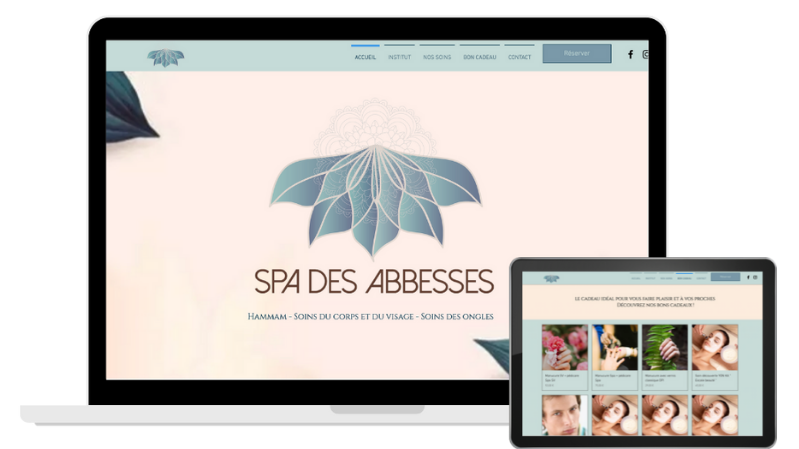 ACCUEIL INSTITUT NOS SOINS BON CADEAU CONTACT Réserver
SPA DES ABBESSES
HAMMAM - SOINS DU CORPS ET DU VISAGE - SOINS DES ONGLES
LE CADEAU IDÉAL POUR VOUS FAIRE PLAISIR ET À VOS PROCHES
DÉCOUVREZ NOS BONS CADEAUX !